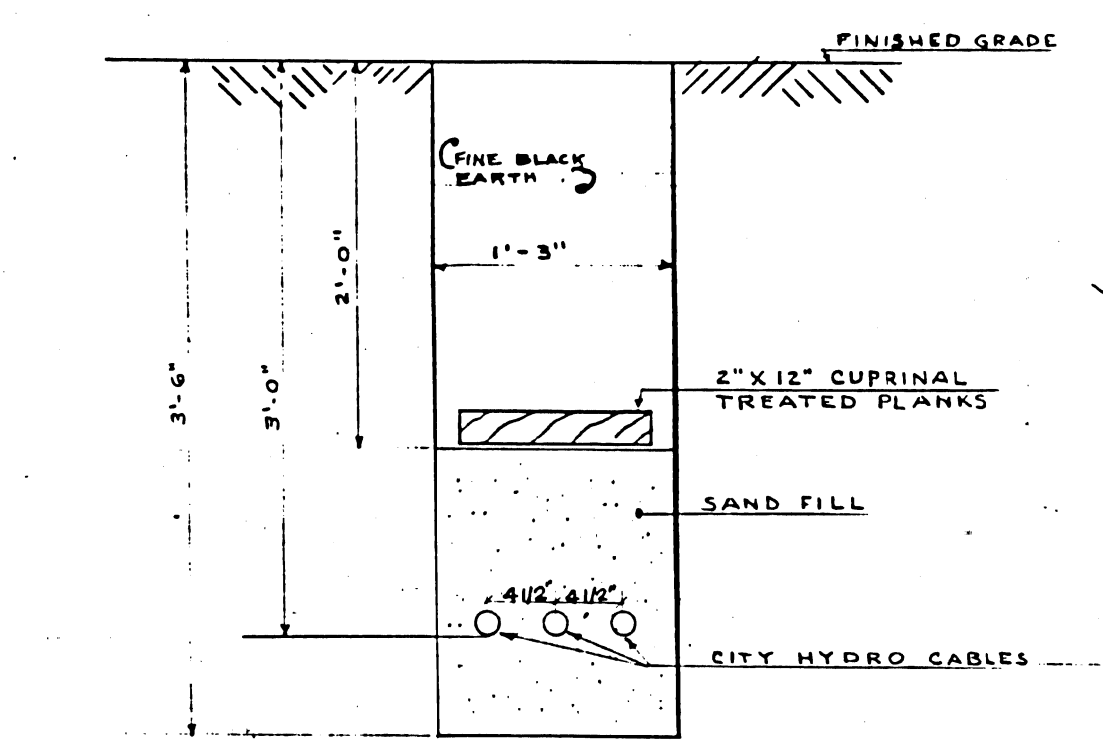 FINISHED GRADE
(FINE BLACK
EARTH .)
1'-3"
2'-0"
3'-0"
3'-6"
2" X 12" CUPRINAL
TREATED PLANKS
SAND FILL
4 1/2" 4 1/2"
CITY HYDRO CABLES